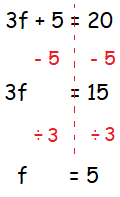 3f + 5 = 20
- 5 - 5
3f = 15
÷ 3 ÷ 3
f = 5